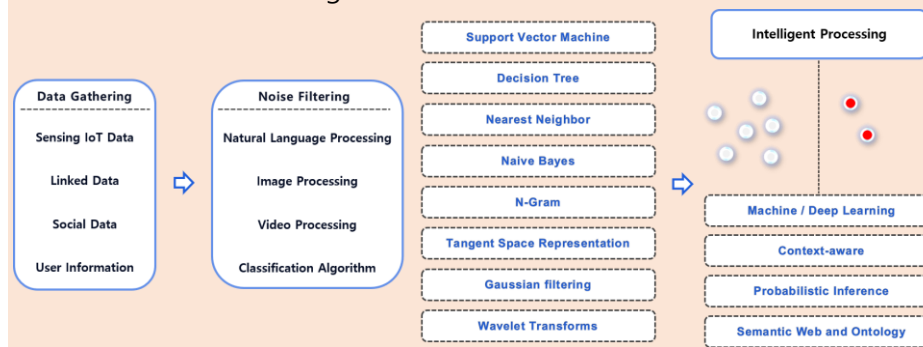 Data Gathering
Sensing IoT Data
Linked Data
Social Data
User Information
Noise Filtering
Natural Language Processing
Image Processing
Video Processing
Classification Algorithm
Support Vector Machine
Decision Tree
Nearest Neighbor
Naive Bayes
N-Gram
Tangent Space Representation
Gaussian filtering
Wavelet Transforms
Intelligent Processing
Machine / Deep Learning
Context-aware
Probabilistic Inference
Semantic Web and Ontology